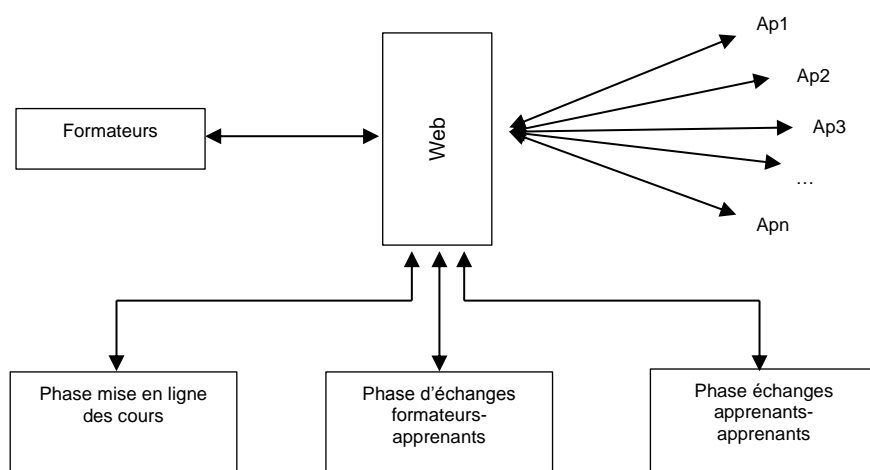 Ap1
Ap2
Formateurs
Web
Ap3
…
Apn
Phase mise en ligne
des cours
Phase d’échanges
formateurs-
apprenants
Phase échanges
apprenants-
apprenants